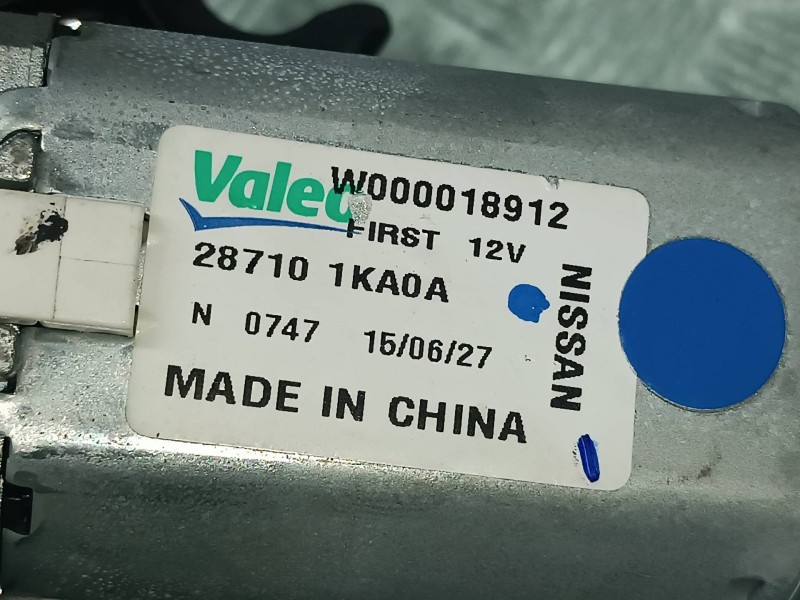 Valeo W000018912
FIRST 12V
28710 1KA0A
N 0747 15/06/27
MADE IN CHINA
NISSAN